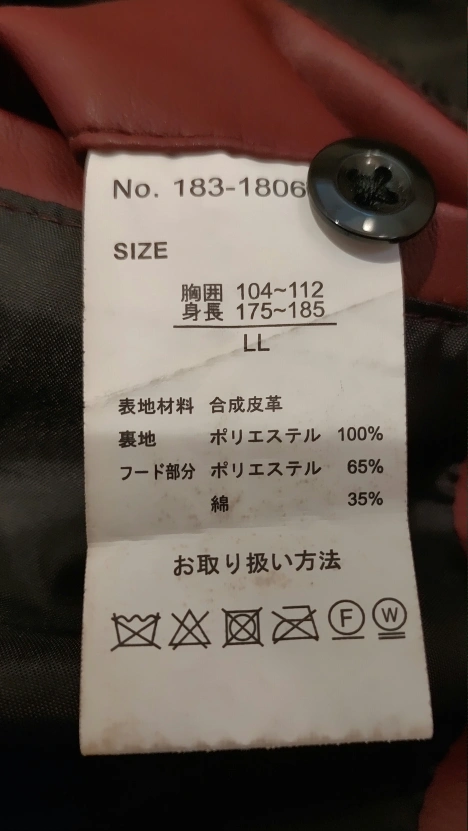 No. 183-1806
SIZE
胸囲 104~112
身長 175~185
LL
表地材料 合成皮革
裏地 ポリエステル 100%
フード部分 ポリエステル 65%
綿 35%
お取り扱い方法
F W